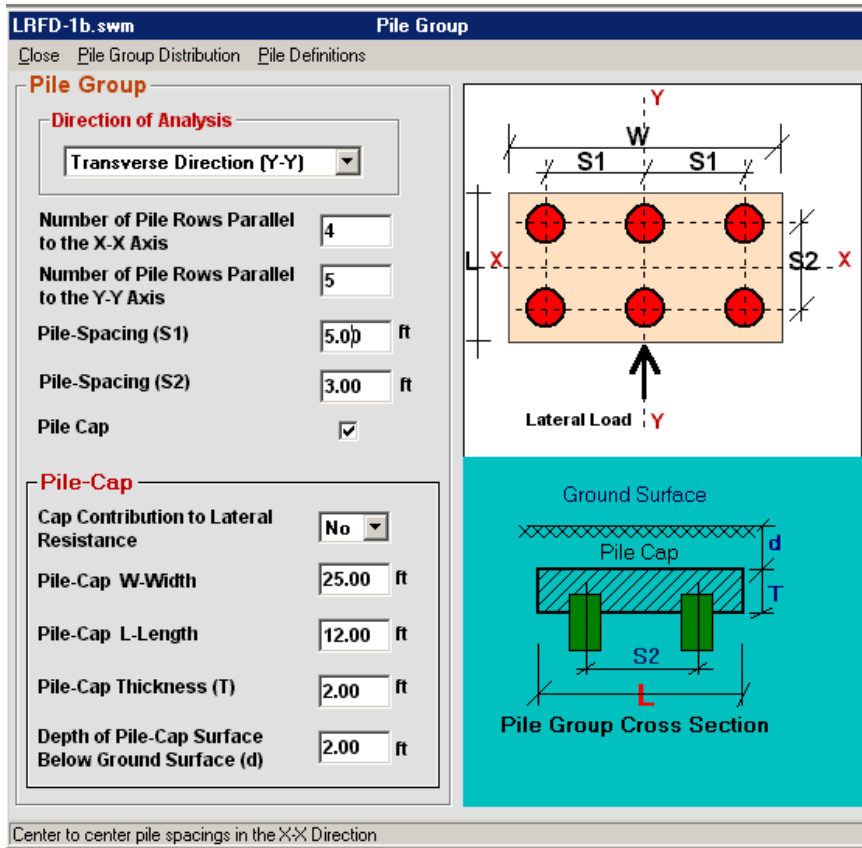 LRFD-1b.swm Pile Group
Close Pile Group Distribution Pile Definitions
Pile Group
Direction of Analysis
Transverse Direction (Y-Y)
Number of Pile Rows Parallel
to the X-X Axis
4
Number of Pile Rows Parallel
to the Y-Y Axis
5
Pile-Spacing (S1)
5.00 ft
Pile-Spacing (S2)
3.00 ft
Pile Cap
Pile-Cap
Cap Contribution to Lateral
Resistance
No
Pile-Cap W-Width
25.00 ft
Pile-Cap L-Length
12.00 ft
Pile-Cap Thickness (T)
2.00 ft
Depth of Pile-Cap Surface
Below Ground Surface (d)
2.00 ft
Y
W
S1 S1
L X S2 X
Lateral Load Y
Ground Surface
d
Pile Cap
T
S2
L
Pile Group Cross Section
Center to center pile spacings in the X-X Direction